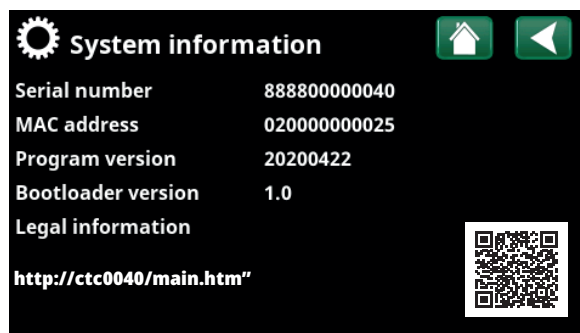 System information
Serial number 888800000040
MAC address 020000000025
Program version 20200422
Bootloader version 1.0
Legal information
http://ctc0040/main.htm”